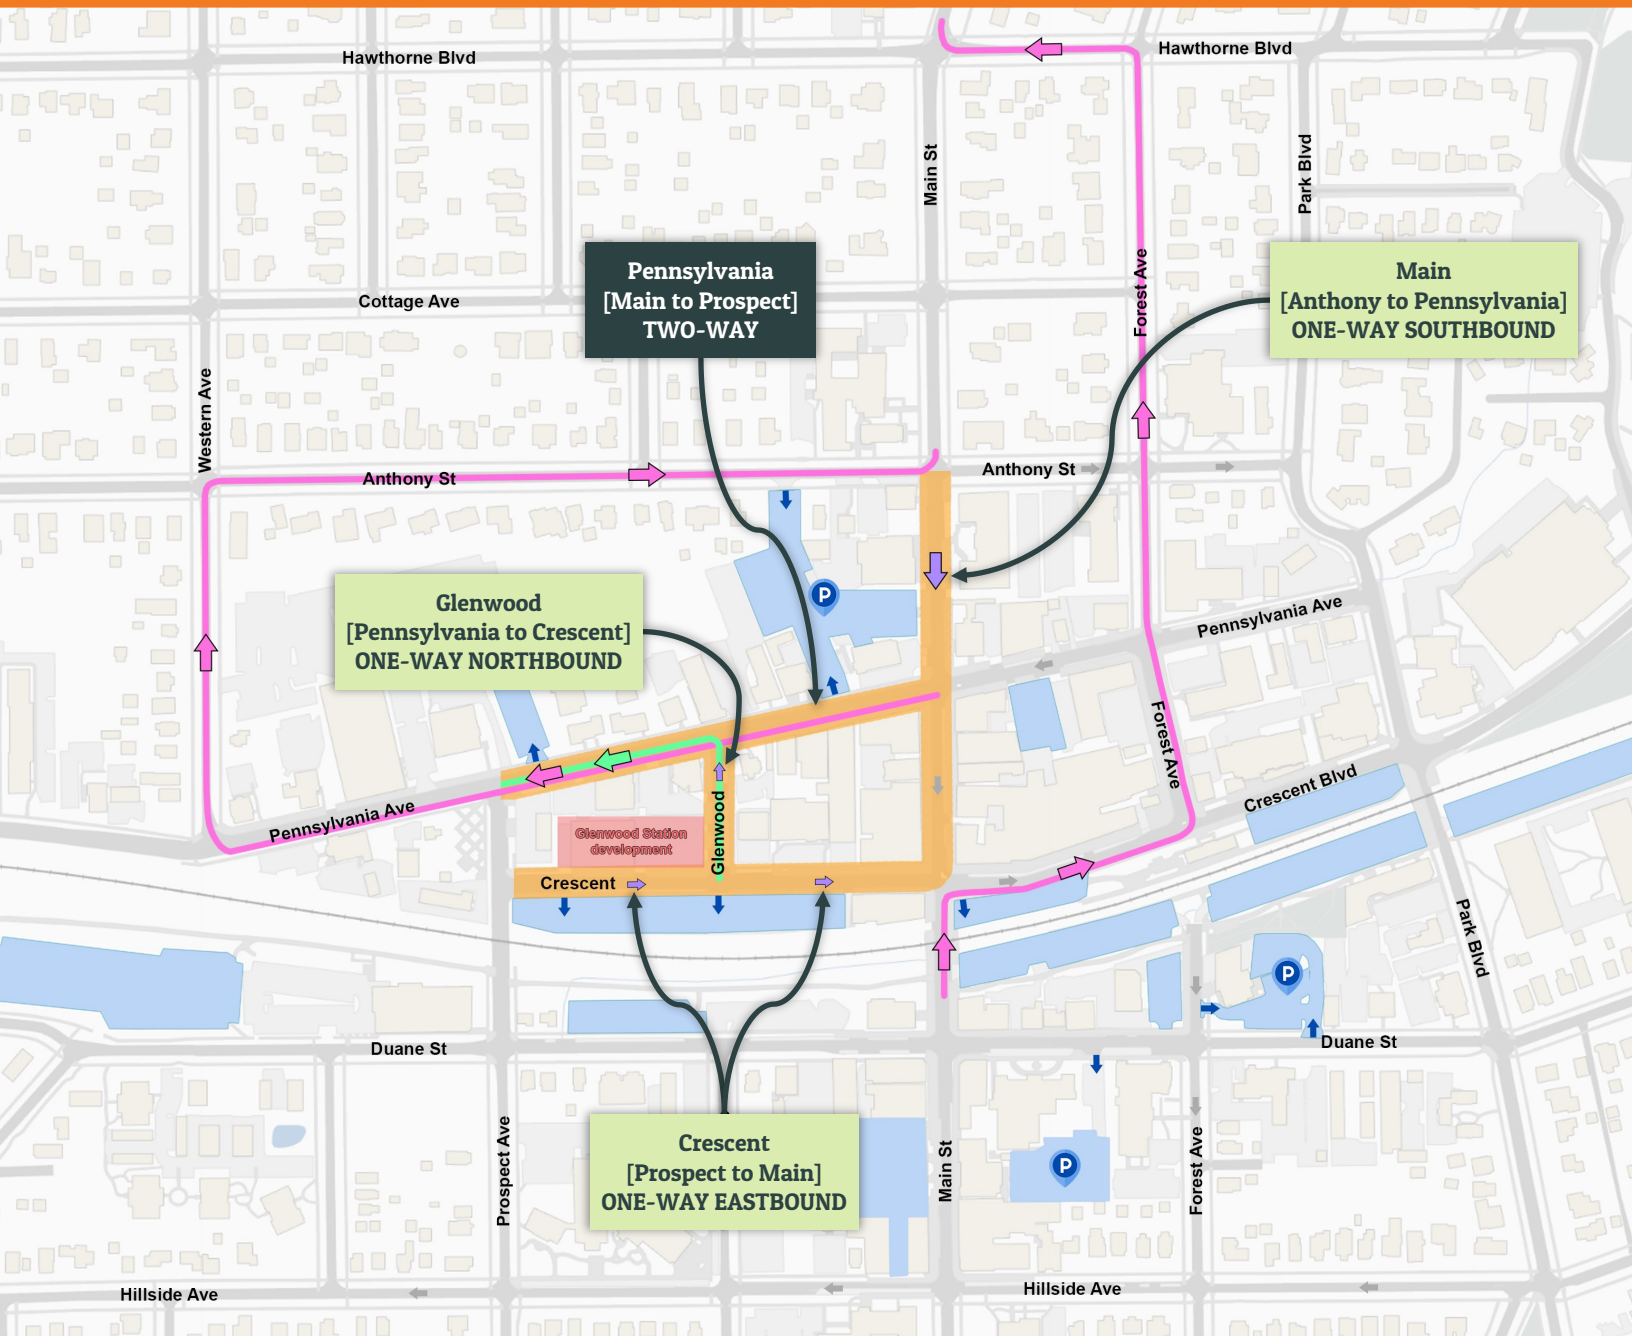 Hawthorne Blvd
Hawthorne Blvd
Main St
Park Blvd
Pennsylvania
[Main to Prospect]
TWO-WAY
Main
[Anthony to Pennsylvania]
ONE-WAY SOUTHBOUND
Forest Ave
Cottage Ave
Western Ave
Anthony St
Anthony St
P
Glenwood
[Pennsylvania to Crescent]
ONE-WAY NORTHBOUND
Pennsylvania Ave
Forest Ave
Crescent Blvd
Pennsylvania Ave
Glenwood Station
development
Glenwood
Crescent
Park Blvd
P
Duane St
Duane St
Prospect Ave
Crescent
[Prospect to Main]
ONE-WAY EASTBOUND
Main St
P
Forest Ave
Hillside Ave
Hillside Ave